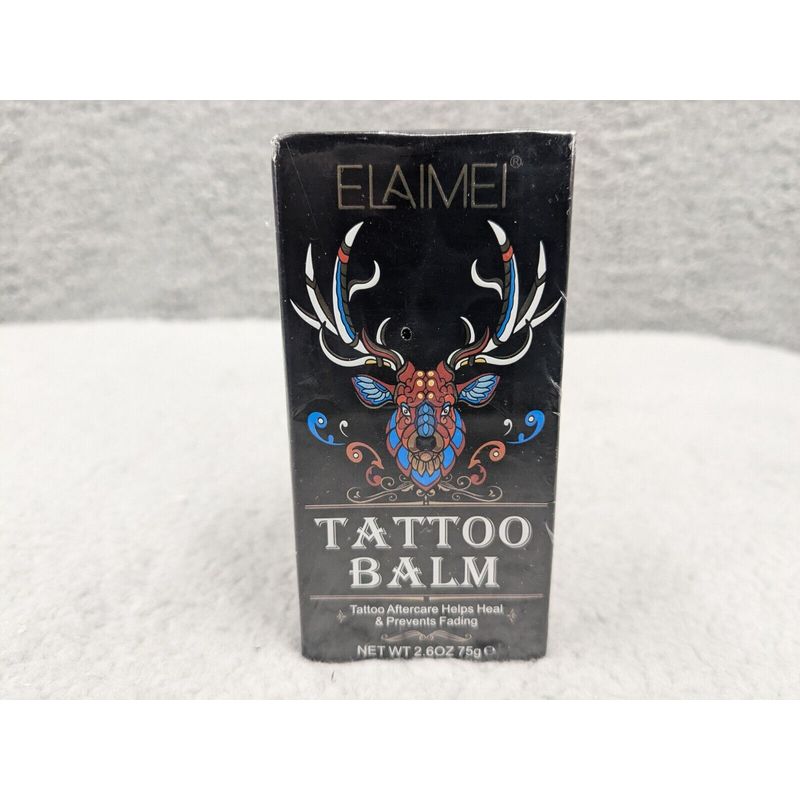 ELAIMEI®
TATTOO
BALM
Tattoo Aftercare Helps Heal
& Prevents Fading
NET WT 2.6OZ 75g ℮